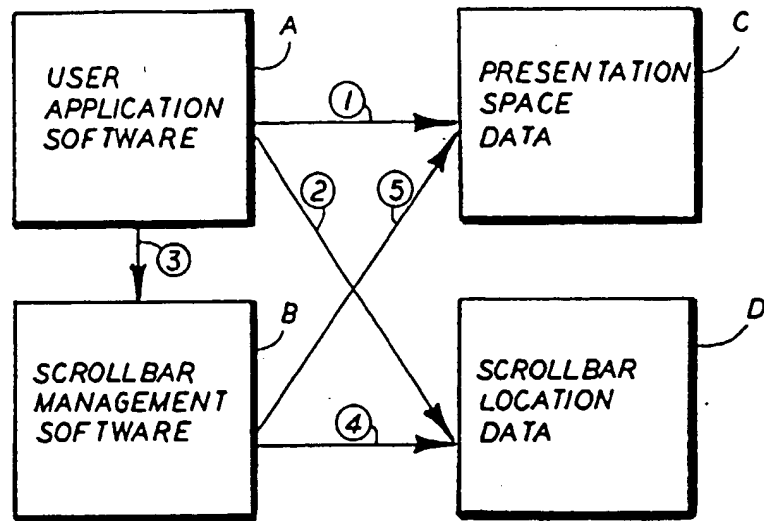 A
USER
APPLICATION
SOFTWARE
C
PRESENTATION
SPACE
DATA
1
2
5
3
B
SCROLLBAR
MANAGEMENT
SOFTWARE
D
SCROLLBAR
LOCATION
DATA
4